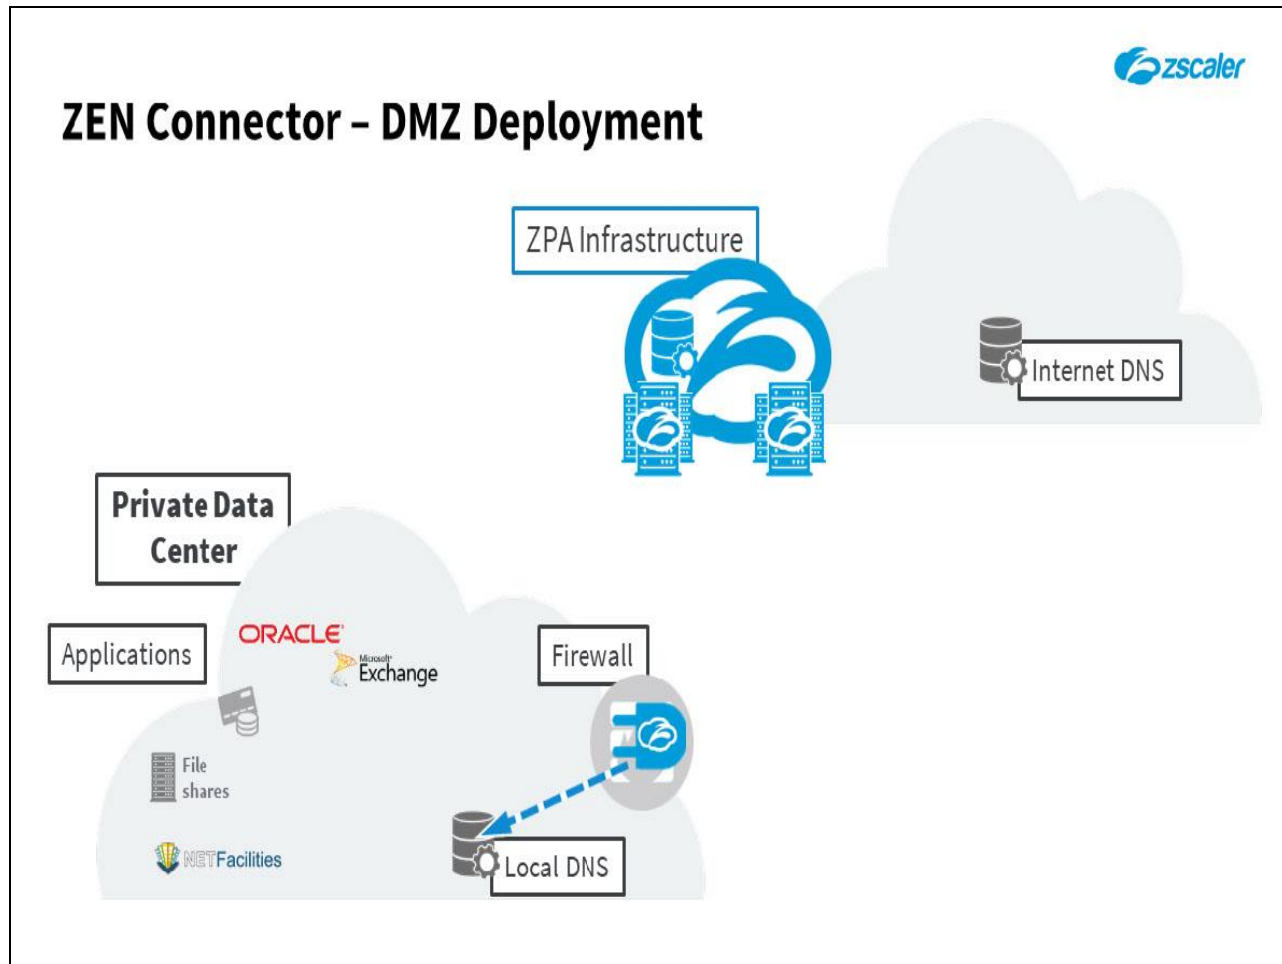 zscaler
ZEN Connector – DMZ Deployment
ZPA Infrastructure
Internet DNS
Private Data
Center
Applications
ORACLE
Microsoft
Exchange
Firewall
File
shares
NETFacilities
Local DNS